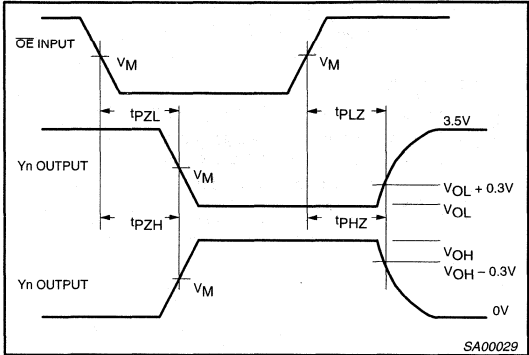 OE INPUT
VM
VM
tPZL
tPLZ
3.5V
Yn OUTPUT
VM
VOL + 0.3V
VOL
tPZH
tPHZ
VOH
VOH – 0.3V
Yn OUTPUT
VM
0V
SA00029